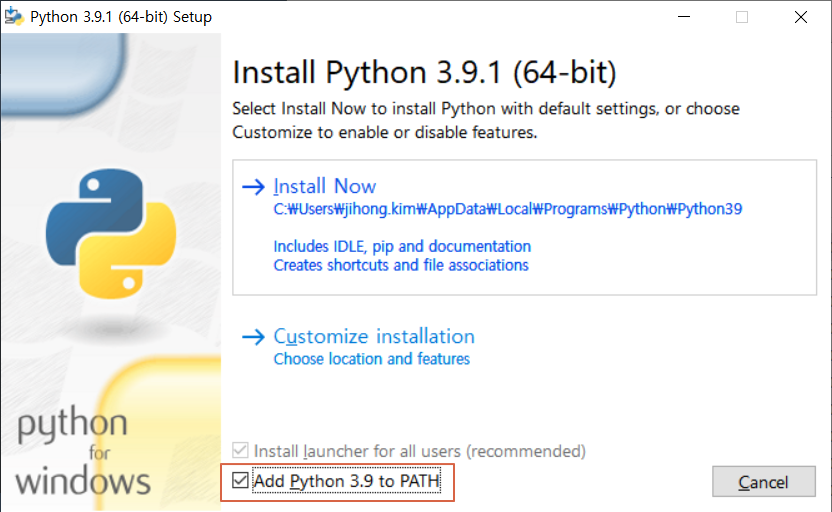 Python 3.9.1 (64-bit) Setup
Install Python 3.9.1 (64-bit)
Select Install Now to install Python with default settings, or choose
Customize to enable or disable features.
Install Now
C:₩Users₩jihong.kim₩AppData₩Local₩Programs₩Python₩Python39
Includes IDLE, pip and documentation
Creates shortcuts and file associations
Customize installation
Choose location and features
python
for
windows
Install launcher for all users (recommended)
Add Python 3.9 to PATH
Cancel